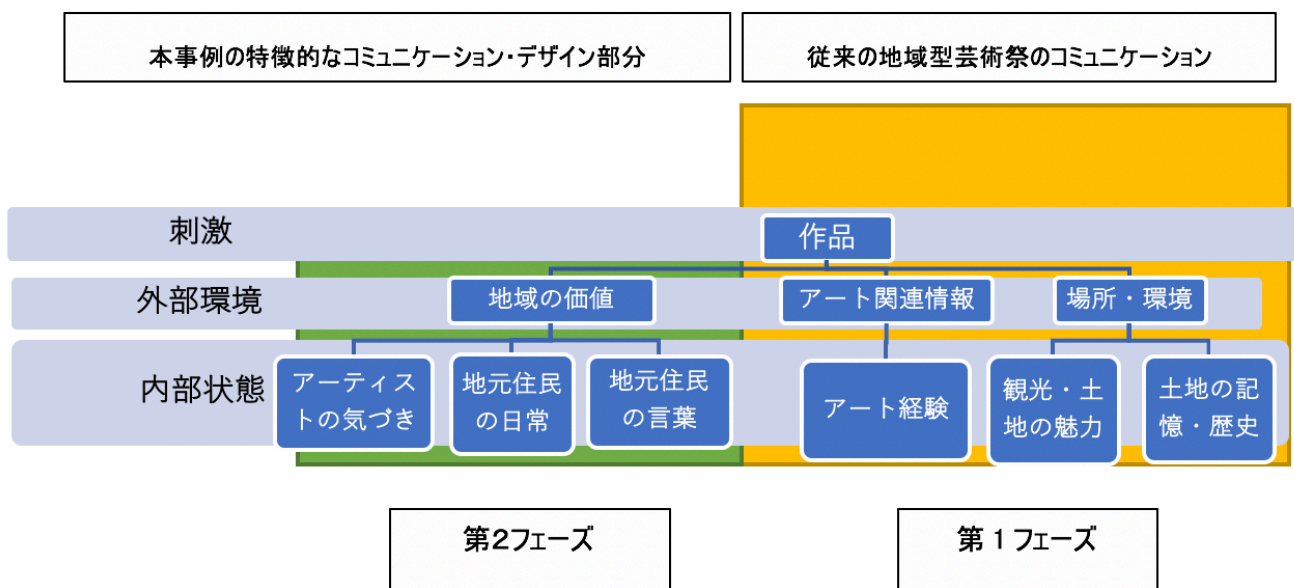 本事例の特徴的なコミュニケーション・デザイン部分
従来の地域型芸術祭のコミュニケーション
刺激
作品
外部環境
地域の価値
アート関連情報
場所・環境
内部状態
アーティス
トの気づき
地元住民
の日常
地元住民
の言葉
アート経験
観光・土
地の魅力
土地の記
憶・歴史
第2フェーズ
第1フェーズ